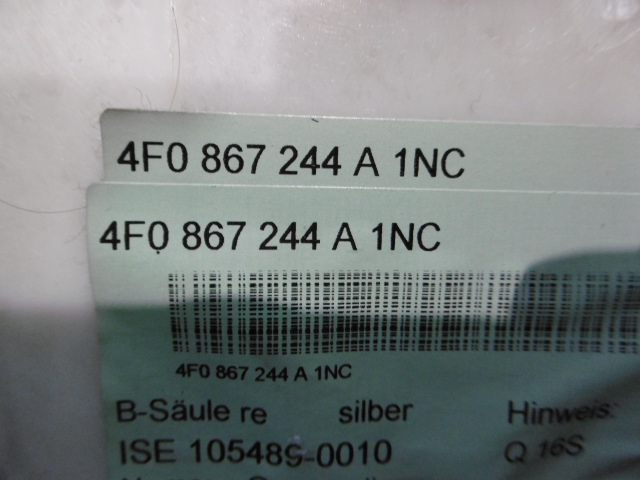 4F0 867 244 A 1NC
4F0 867 244 A 1NC
4F0 867 244 A 1NC
B-Säule re silber Hinweis:
ISE 105489-0010 Q 16S